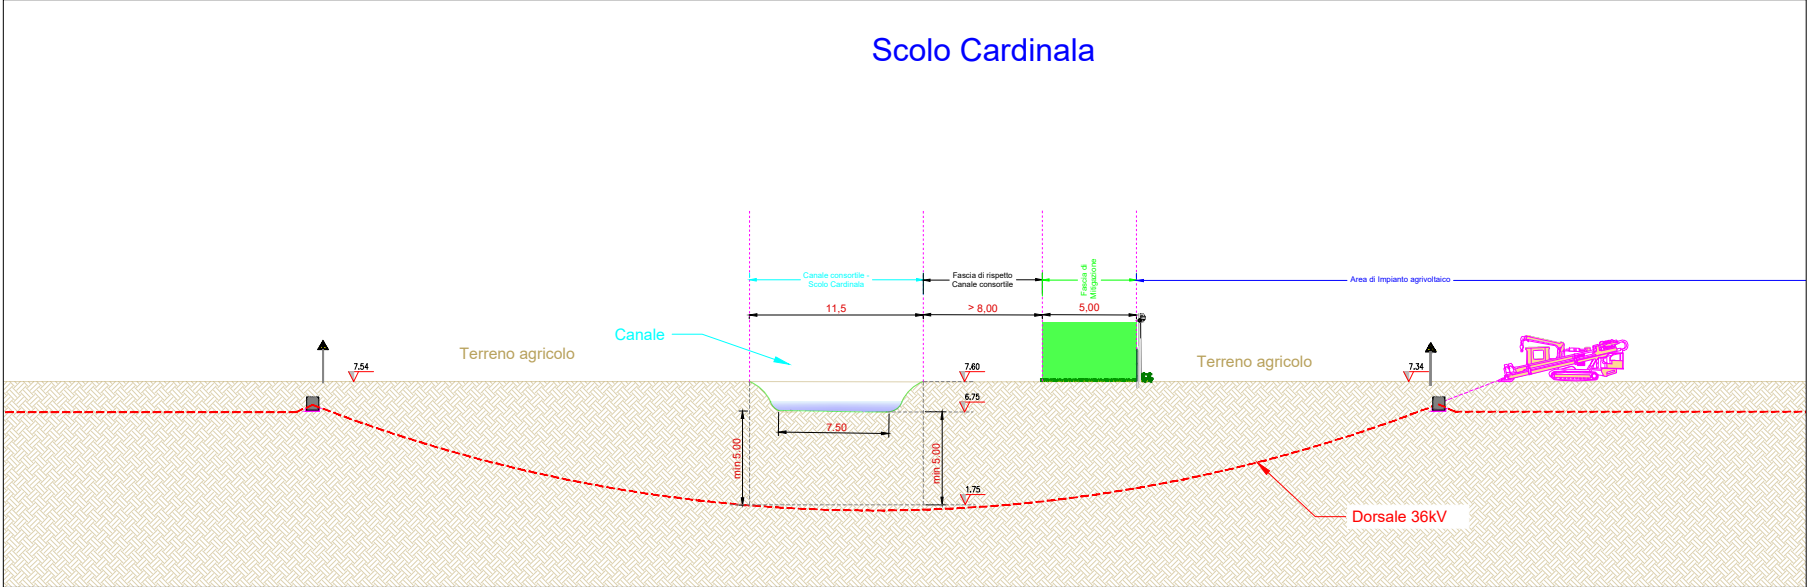 Scolo Cardinala
Canale consortile -
Scolo Cardinala
Fascia di rispetto
Canale consortile
Fascia di
Mitigazione
Area di Impianto agrivoltaico
11,5
> 8,00
5,00
Canale
Terreno agricolo
Terreno agricolo
7.54
7.60
7.34
6.75
7.50
min 5.00
min 5.00
1.75
Dorsale 36kV